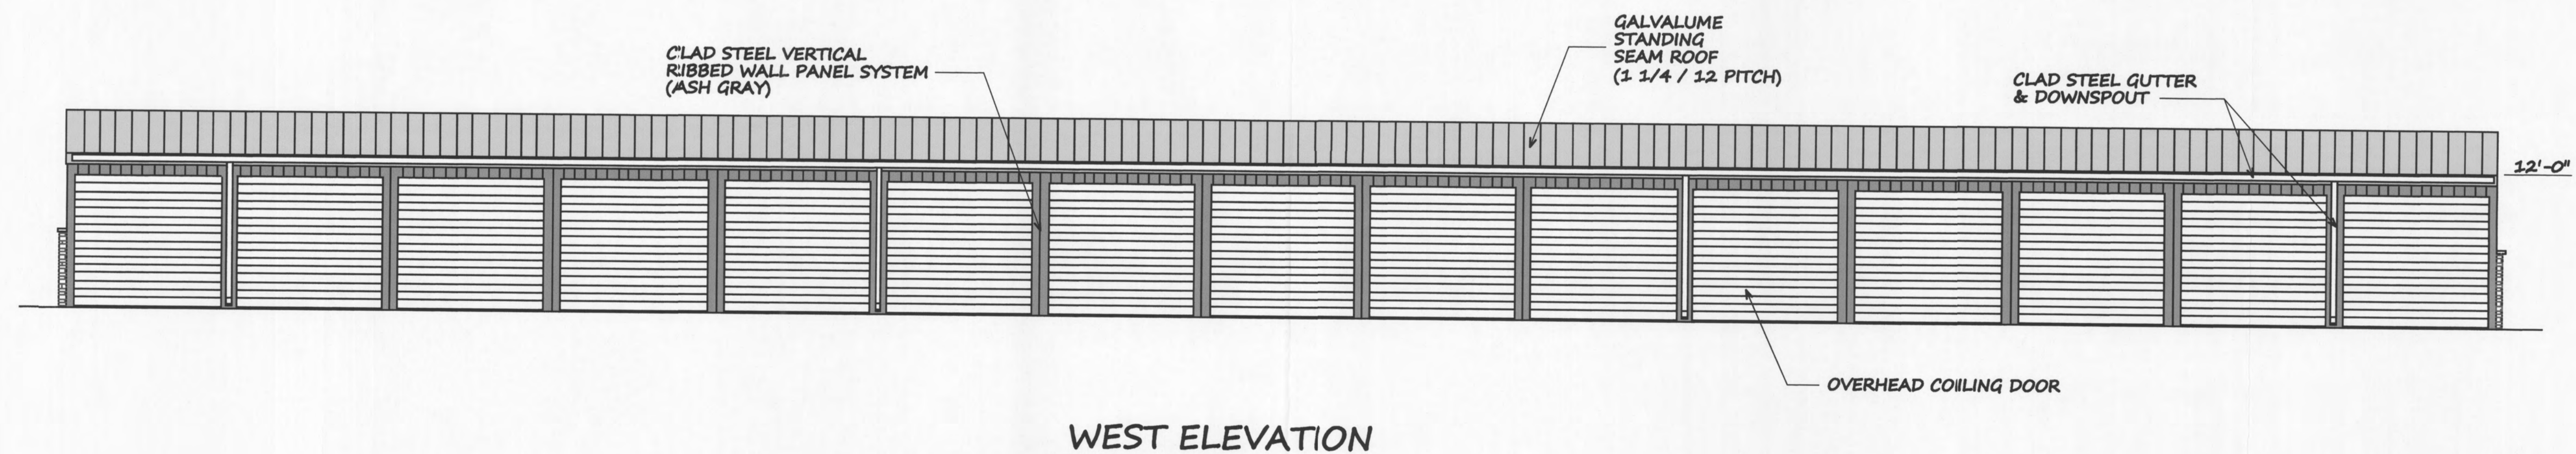 GALVALUME
STANDING
SEAM ROOF
(1 1/4 / 12 PITCH)
CLAD STEEL VERTICAL
RIBBED WALL PANEL SYSTEM
(ASH GRAY)
CLAD STEEL GUTTER
& DOWNSPOUT
12'-0"
OVERHEAD COILING DOOR
WEST ELEVATION